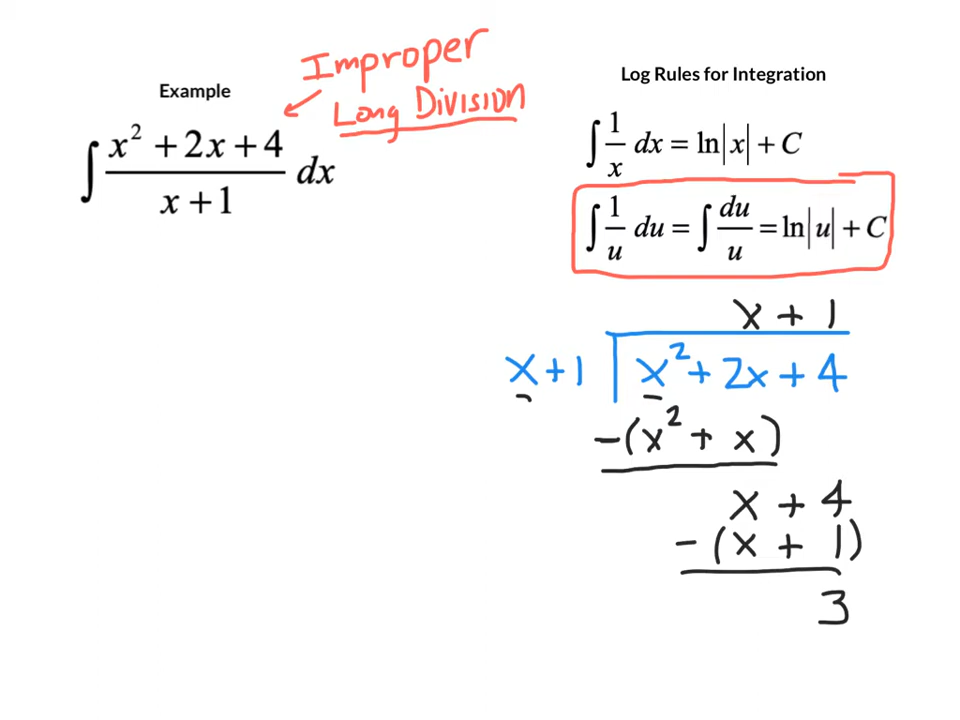 Example
Improper
Long Division
∫ (x² + 2x + 4)/(x + 1) dx
Log Rules for Integration
∫ 1/x dx = ln|x| + C
∫ 1/u du = ∫ du/u = ln|u| + C
x + 1
x + 1 x² + 2x + 4
-(x² + x)
x + 4
-(x + 1)
3